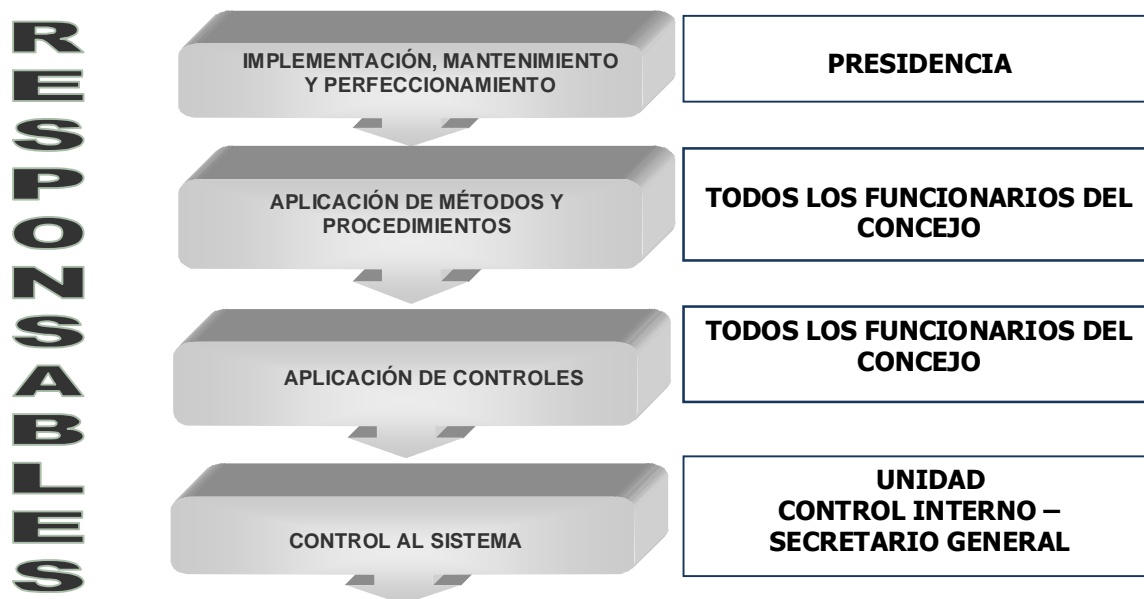 RESPONSABLES
IMPLEMENTACIÓN, MANTENIMIENTO
Y PERFECCIONAMIENTO
PRESIDENCIA
APLICACIÓN DE MÉTODOS Y
PROCEDIMIENTOS
TODOS LOS FUNCIONARIOS DEL
CONCEJO
APLICACIÓN DE CONTROLES
TODOS LOS FUNCIONARIOS DEL
CONCEJO
CONTROL AL SISTEMA
UNIDAD
CONTROL INTERNO –
SECRETARIO GENERAL